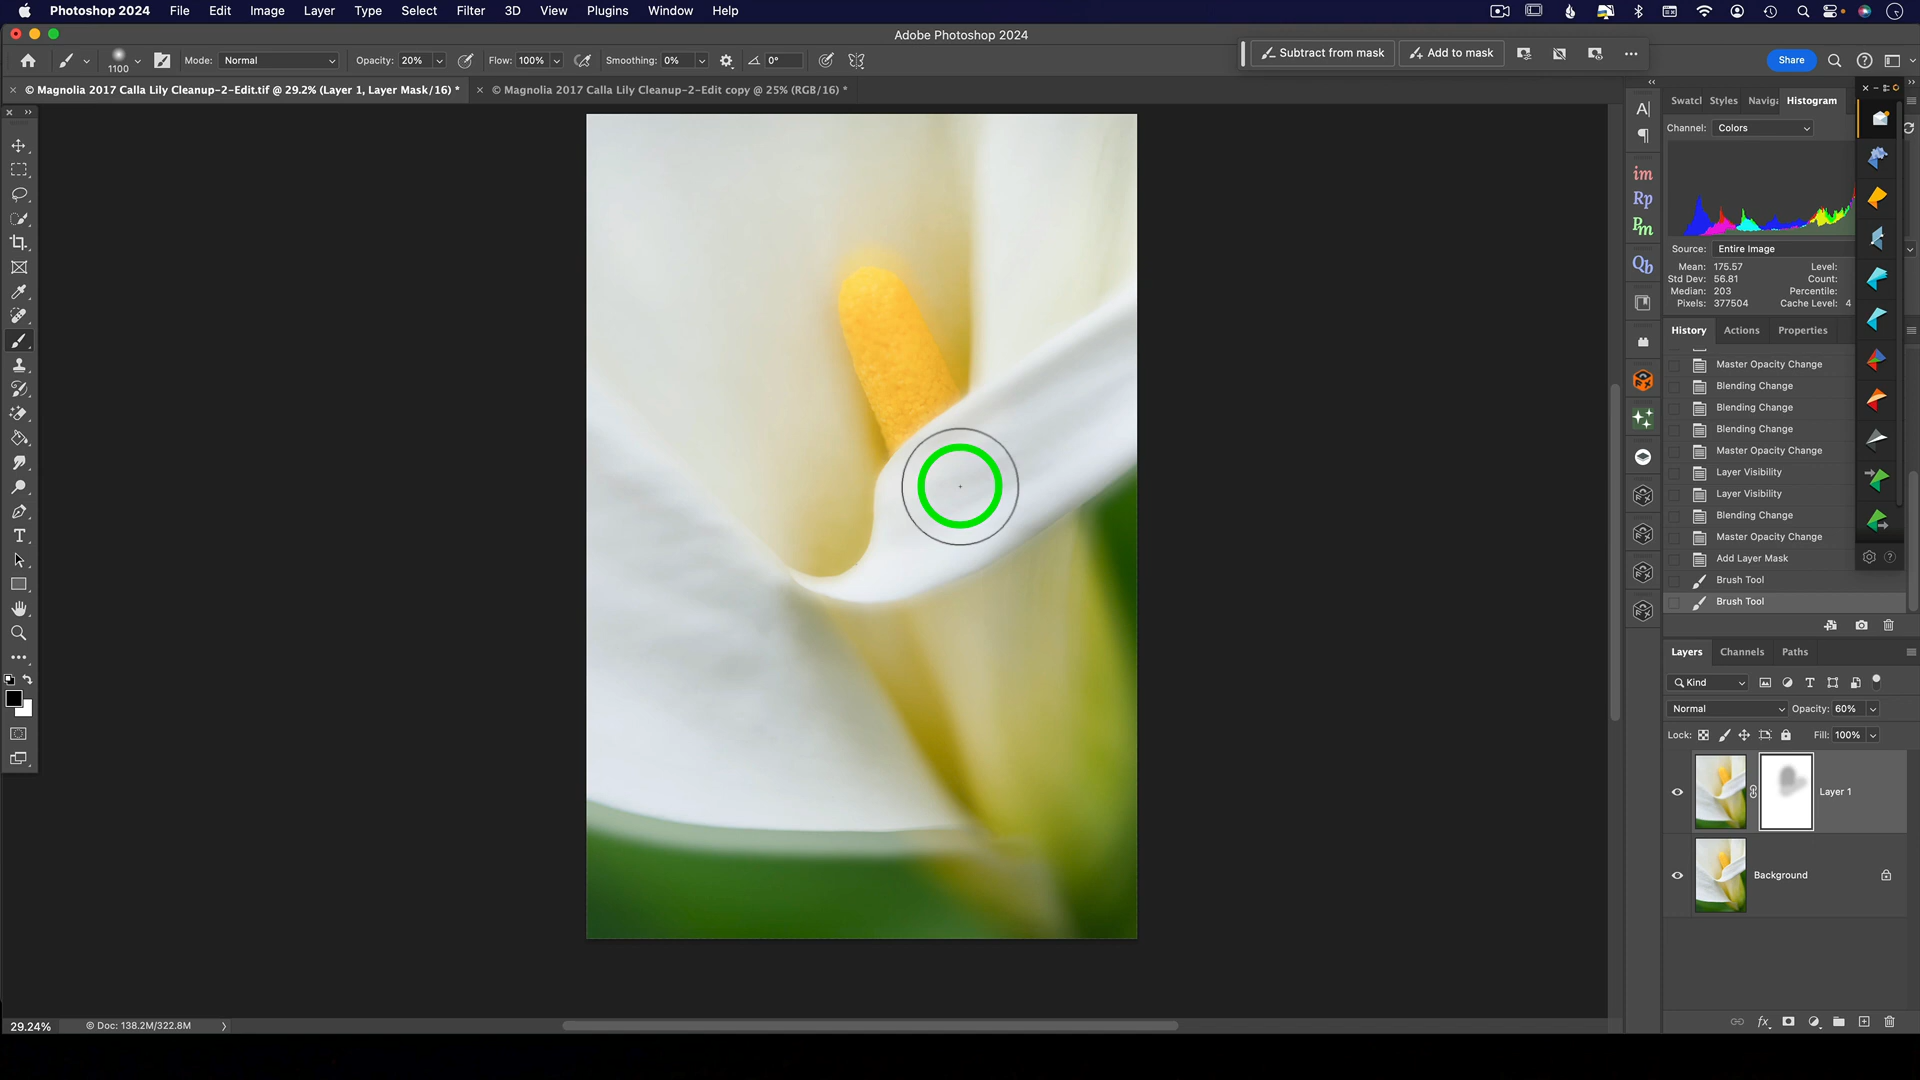 Photoshop 2024 File Edit Image Layer Type Select Filter 3D View Plugins Window Help
Adobe Photoshop 2024
1100 Mode: Normal Opacity: 20% Flow: 100% Smoothing: 0% 0° Subtract from mask Add to mask Share
© Magnolia 2017 Calla Lily Cleanup-2-Edit.tif @ 29.2% (Layer 1, Layer Mask/16) * © Magnolia 2017 Calla Lily Cleanup-2-Edit copy @ 25% (RGB/16) *
Swatcl Styles Naviga Histogram
Channel: Colors
im
Rp
Pm
Qb
Source: Entire Image
Mean: 175.57 Level:
Std Dev: 56.81 Count:
Median: 203 Percentile:
Pixels: 377504 Cache Level: 4
History Actions Properties
Master Opacity Change
Blending Change
Blending Change
Blending Change
Master Opacity Change
Layer Visibility
Layer Visibility
Blending Change
Master Opacity Change
Add Layer Mask
Brush Tool
Brush Tool
Layers Channels Paths
Kind
Normal Opacity: 60%
Lock: Fill: 100%
Layer 1
Background
29.24% Doc: 138.2M/322.8M